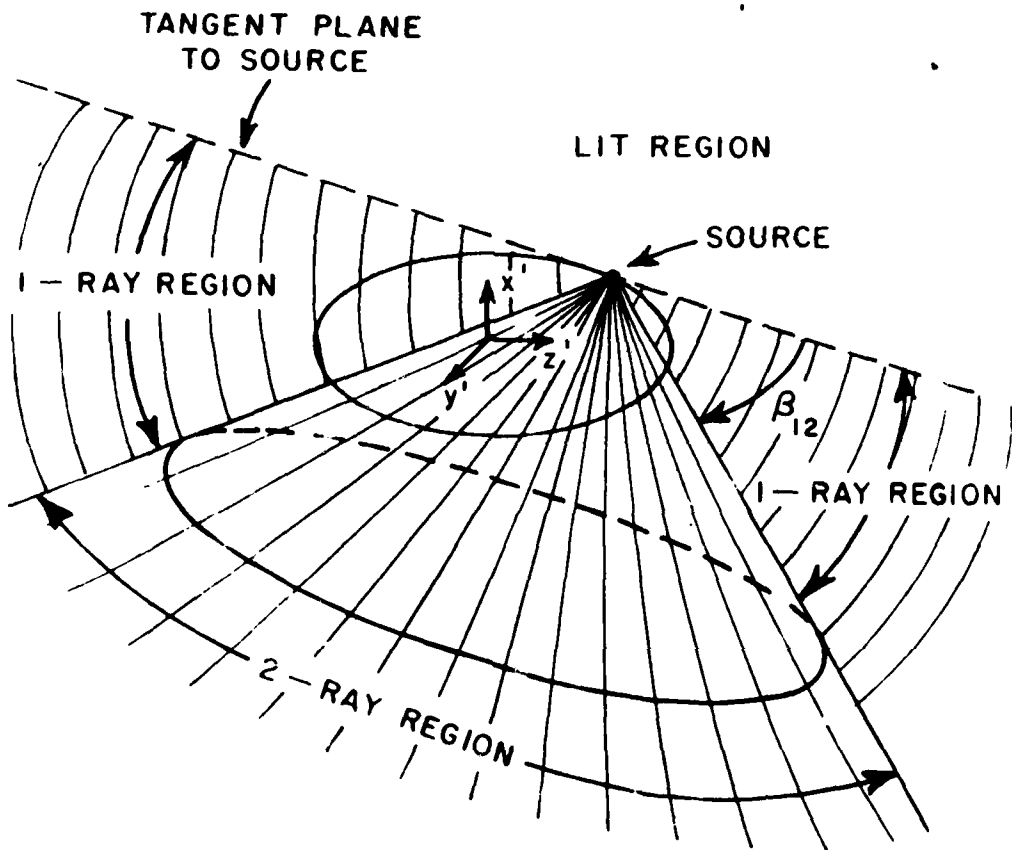 TANGENT PLANE
TO SOURCE
LIT REGION
SOURCE
1 – RAY REGION
x'
z'
y'
β12
1 – RAY REGION
2 – RAY REGION